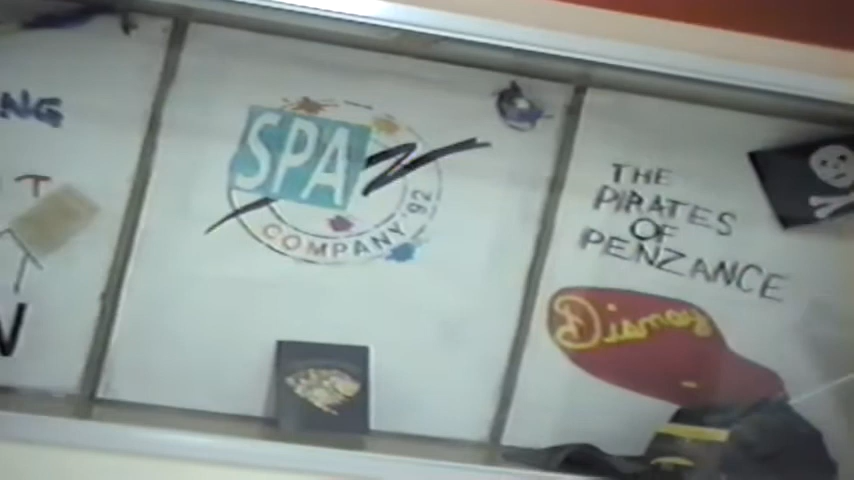 NG
T
N
SPAZ
COMPANY '92
THE
PIRATES
OF
PENZANCE
Disney